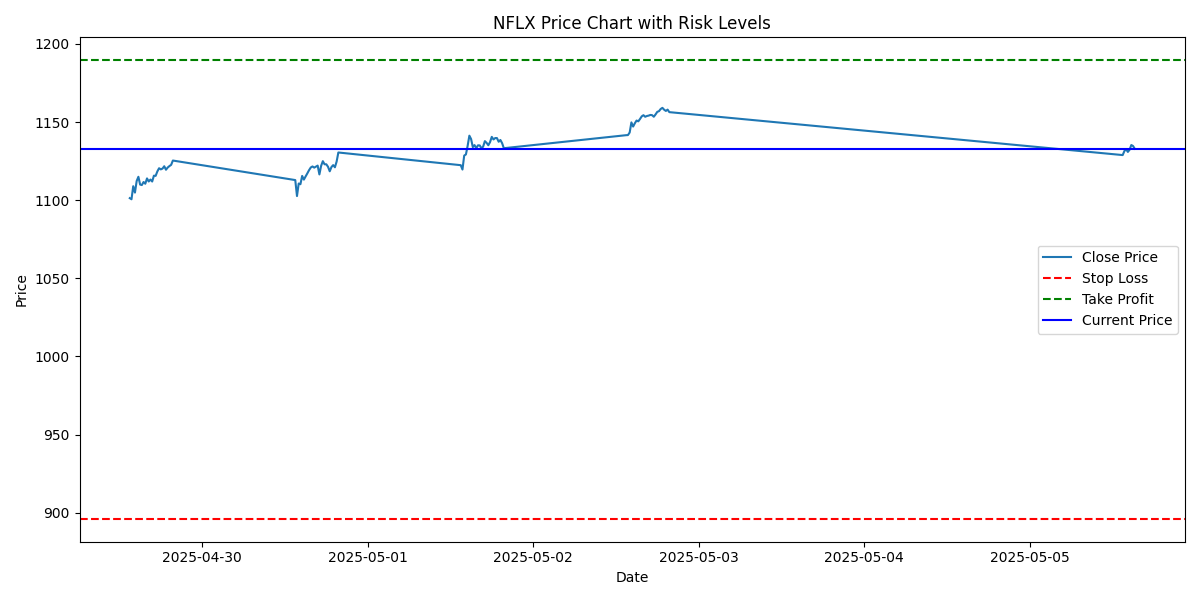 NFLX Price Chart with Risk Levels
1200
1150
1100
1050
1000
950
900
Price
Close Price
Stop Loss
Take Profit
Current Price
2025-04-30
2025-05-01
2025-05-02
2025-05-03
2025-05-04
2025-05-05
Date